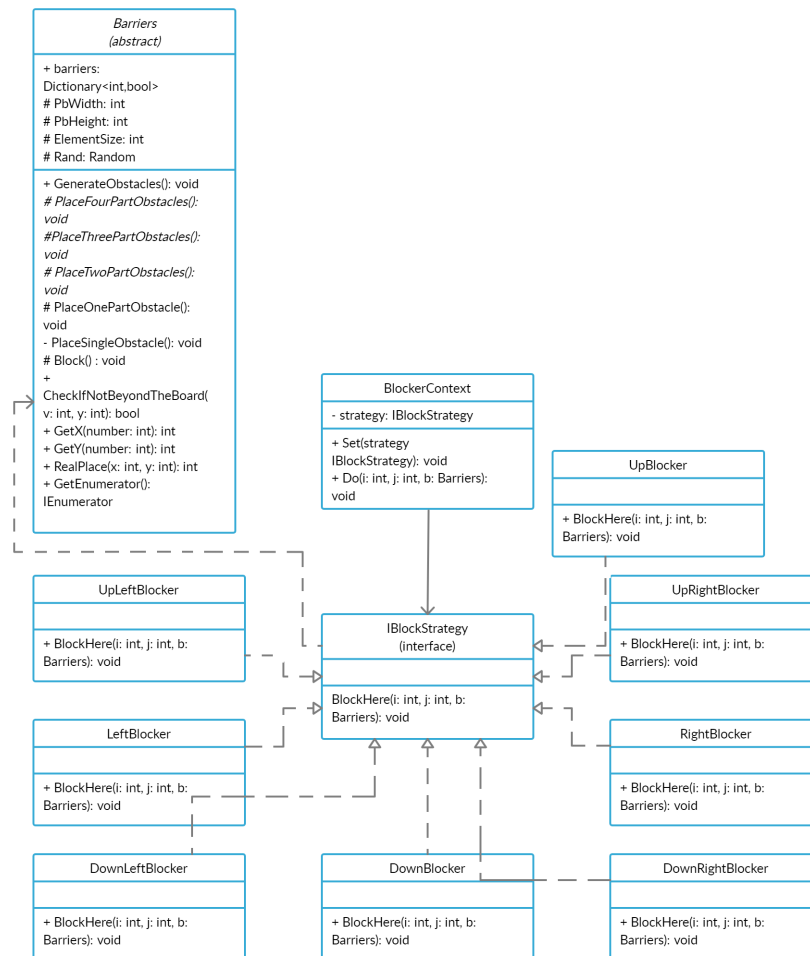 Barriers
(abstract)
+ barriers:
Dictionary<int,bool>
# PbWidth: int
# PbHeight: int
# ElementSize: int
# Rand: Random
+ GenerateObstacles(): void
# PlaceFourPartObstacles():
void
#PlaceThreePartObstacles():
void
# PlaceTwoPartObstacles():
void
# PlaceOnePartObstacle():
void
- PlaceSingleObstacle(): void
# Block() : void
+
CheckIfNotBeyondTheBoard(
v: int, y: int): bool
+ GetX(number: int): int
+ GetY(number: int): int
+ RealPlace(x: int, y: int): int
+ GetEnumerator():
IEnumerator
BlockerContext
- strategy: IBlockStrategy
+ Set(strategy
IBlockStrategy): void
+ Do(i: int, j: int, b: Barriers):
void
UpBlocker
+ BlockHere(i: int, j: int, b:
Barriers): void
UpLeftBlocker
+ BlockHere(i: int, j: int, b:
Barriers): void
IBlockStrategy
(interface)
BlockHere(i: int, j: int, b:
Barriers): void
UpRightBlocker
+ BlockHere(i: int, j: int, b:
Barriers): void
LeftBlocker
+ BlockHere(i: int, j: int, b:
Barriers): void
RightBlocker
+ BlockHere(i: int, j: int, b:
Barriers): void
DownLeftBlocker
+ BlockHere(i: int, j: int, b:
Barriers): void
DownBlocker
+ BlockHere(i: int, j: int, b:
Barriers): void
DownRightBlocker
+ BlockHere(i: int, j: int, b:
Barriers): void